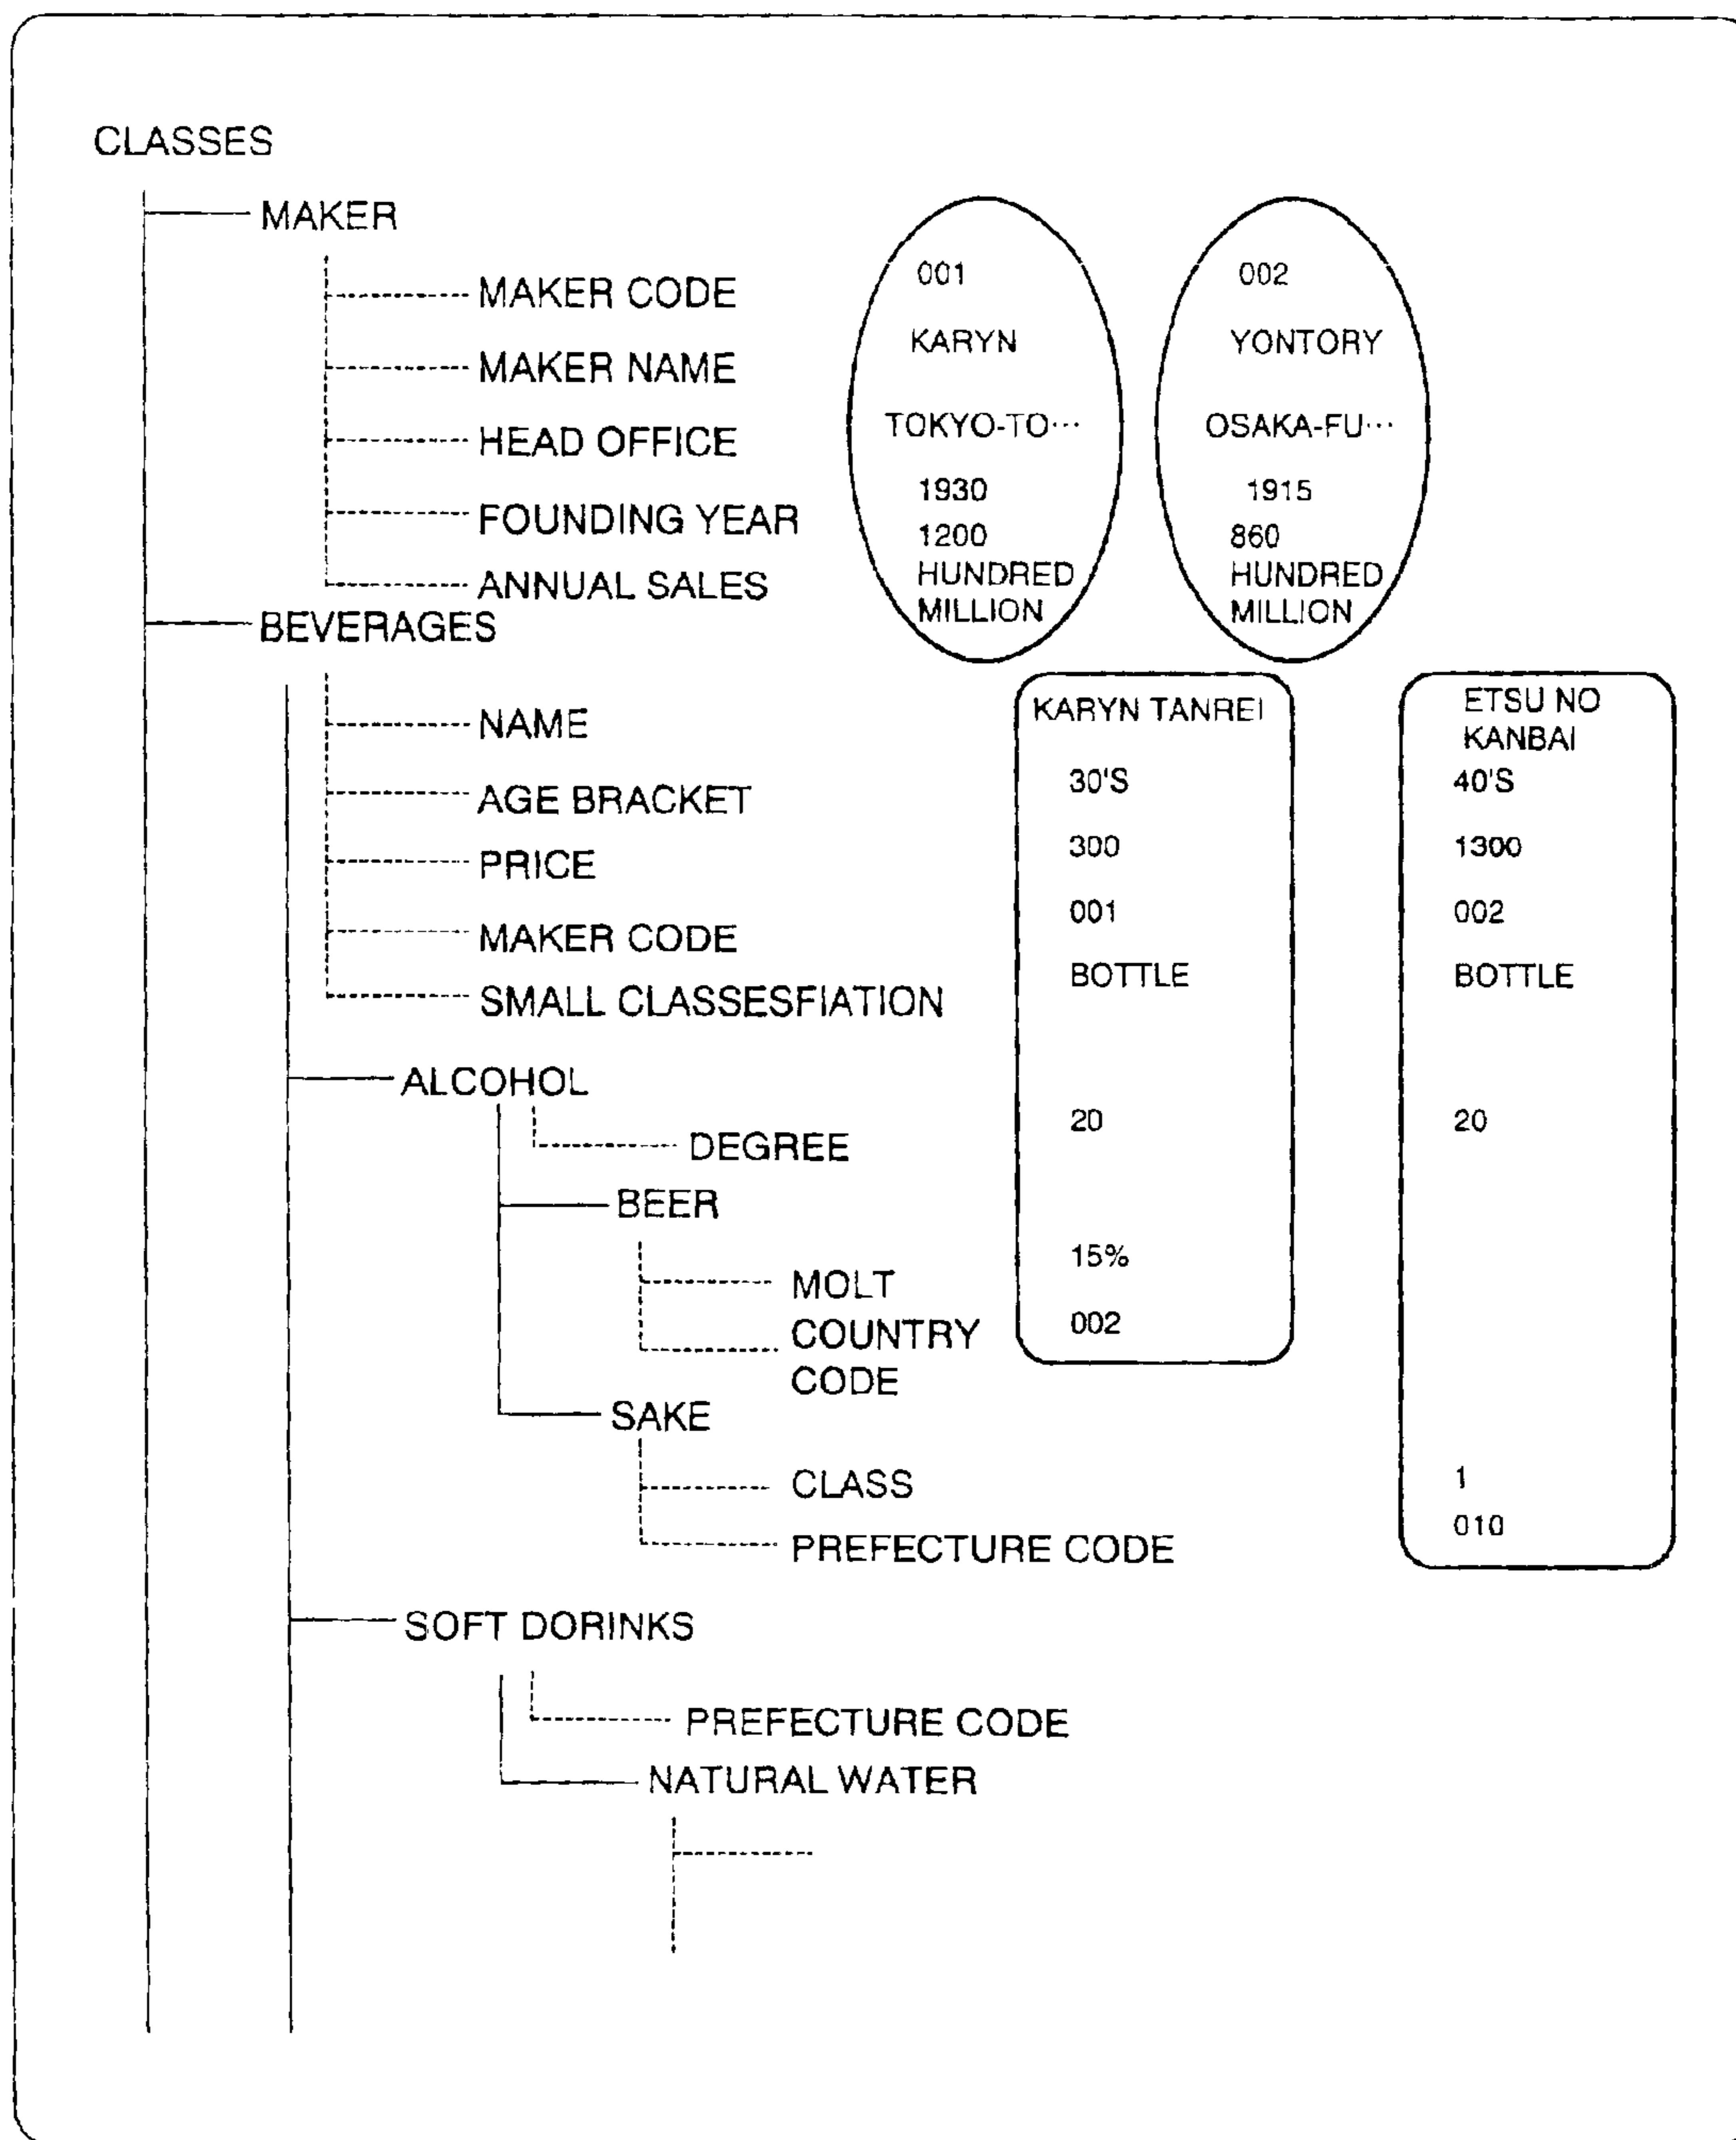 CLASSES
MAKER
MAKER CODE 001 002
MAKER NAME KARYN YONTORY
HEAD OFFICE TOKYO-TO··· OSAKA-FU···
FOUNDING YEAR 1930 1915
ANNUAL SALES 1200 HUNDRED MILLION 860 HUNDRED MILLION
BEVERAGES
NAME KARYN TANREI ETSU NO KANBAI
AGE BRACKET 30'S 40'S
PRICE 300 1300
MAKER CODE 001 002
SMALL CLASSESFIATION BOTTLE BOTTLE
ALCOHOL
DEGREE 20 20
BEER
MOLT 15%
COUNTRY CODE 002
SAKE
CLASS 1
PREFECTURE CODE 010
SOFT DORINKS
PREFECTURE CODE
NATURAL WATER